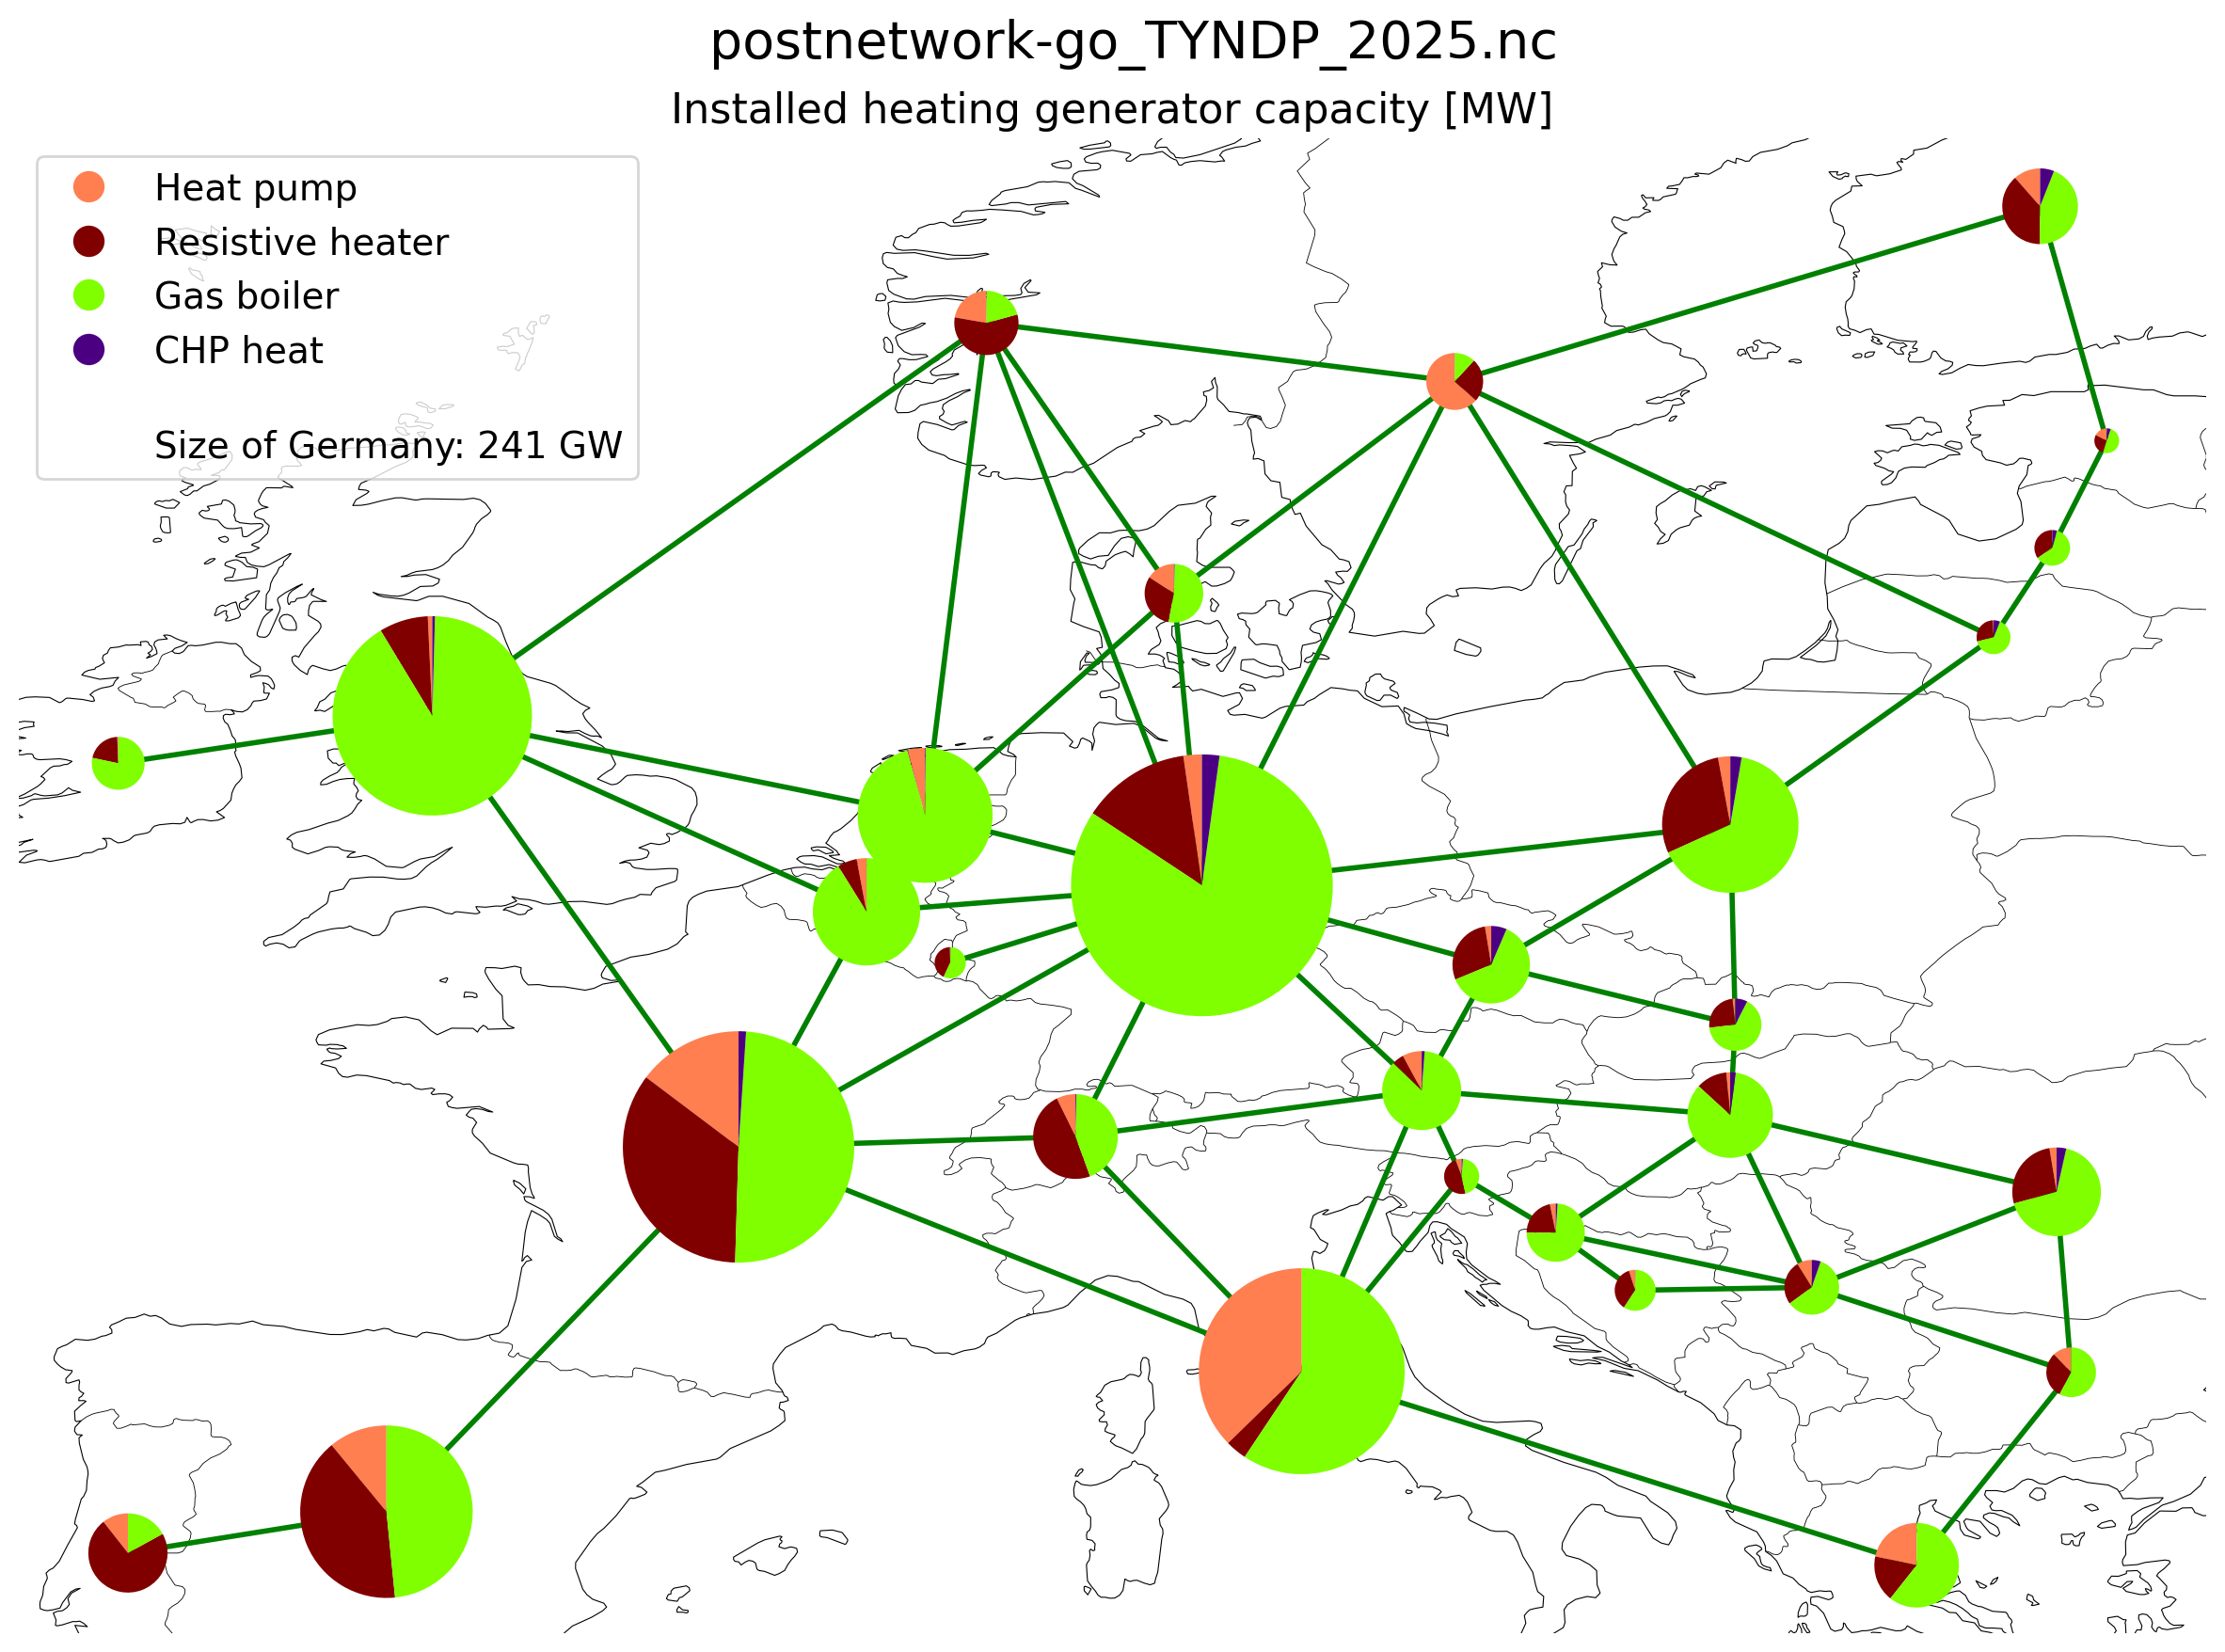 postnetwork-go_TYNDP_2025.nc
Installed heating generator capacity [MW]
Heat pump
Resistive heater
Gas boiler
CHP heat
Size of Germany: 241 GW